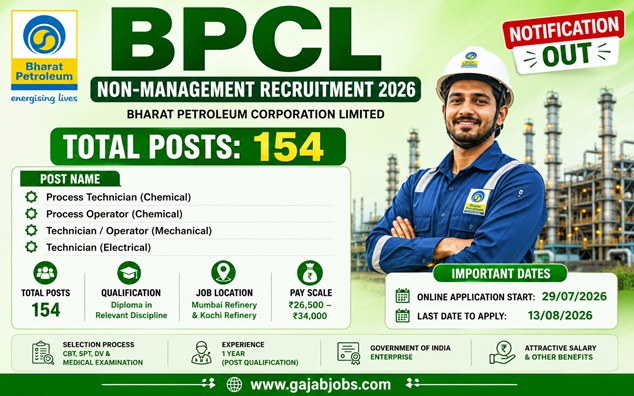 Bharat
Petroleum
energising lives
BPCL
NON-MANAGEMENT RECRUITMENT 2026
BHARAT PETROLEUM CORPORATION LIMITED
NOTIFICATION
OUT
TOTAL POSTS: 154
POST NAME
Process Technician (Chemical)
Process Operator (Chemical)
Technician / Operator (Mechanical)
Technician (Electrical)
TOTAL POSTS
154
QUALIFICATION
Diploma in
Relevant Discipline
JOB LOCATION
Mumbai Refinery
& Kochi Refinery
PAY SCALE
₹26,500 –
₹34,000
Bharat
Petroleum
IMPORTANT DATES
ONLINE APPLICATION START: 29/07/2026
LAST DATE TO APPLY: 13/08/2026
SELECTION PROCESS
CBT, SPT, DV &
MEDICAL EXAMINATION
EXPERIENCE
1 YEAR
(POST QUALIFICATION)
GOVERNMENT OF INDIA
ENTERPRISE
ATTRACTIVE SALARY
& OTHER BENEFITS
www.gajabjobs.com